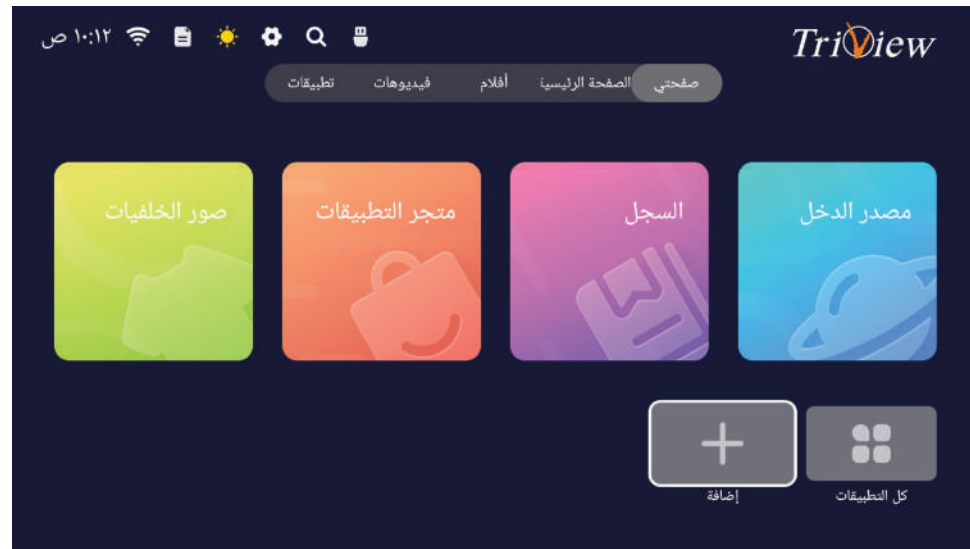 TriView
١٠:١٢ ص
صفحتي
الصفحة الرئيسية
أفلام
فيديوهات
تطبيقات
مصدر الدخل
السجل
متجر التطبيقات
صور الخلفيات
كل التطبيقات
إضافة